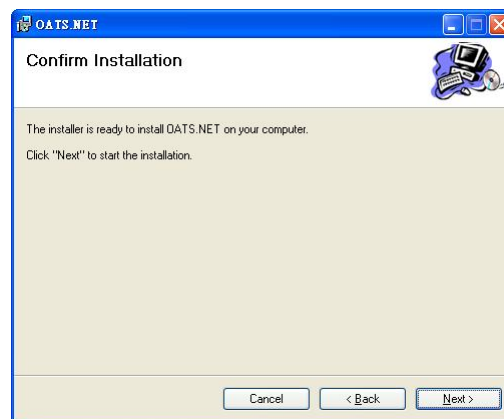 OATS.NET
Confirm Installation
The installer is ready to install OATS.NET on your computer.
Click "Next" to start the installation.
Cancel
< Back
Next >